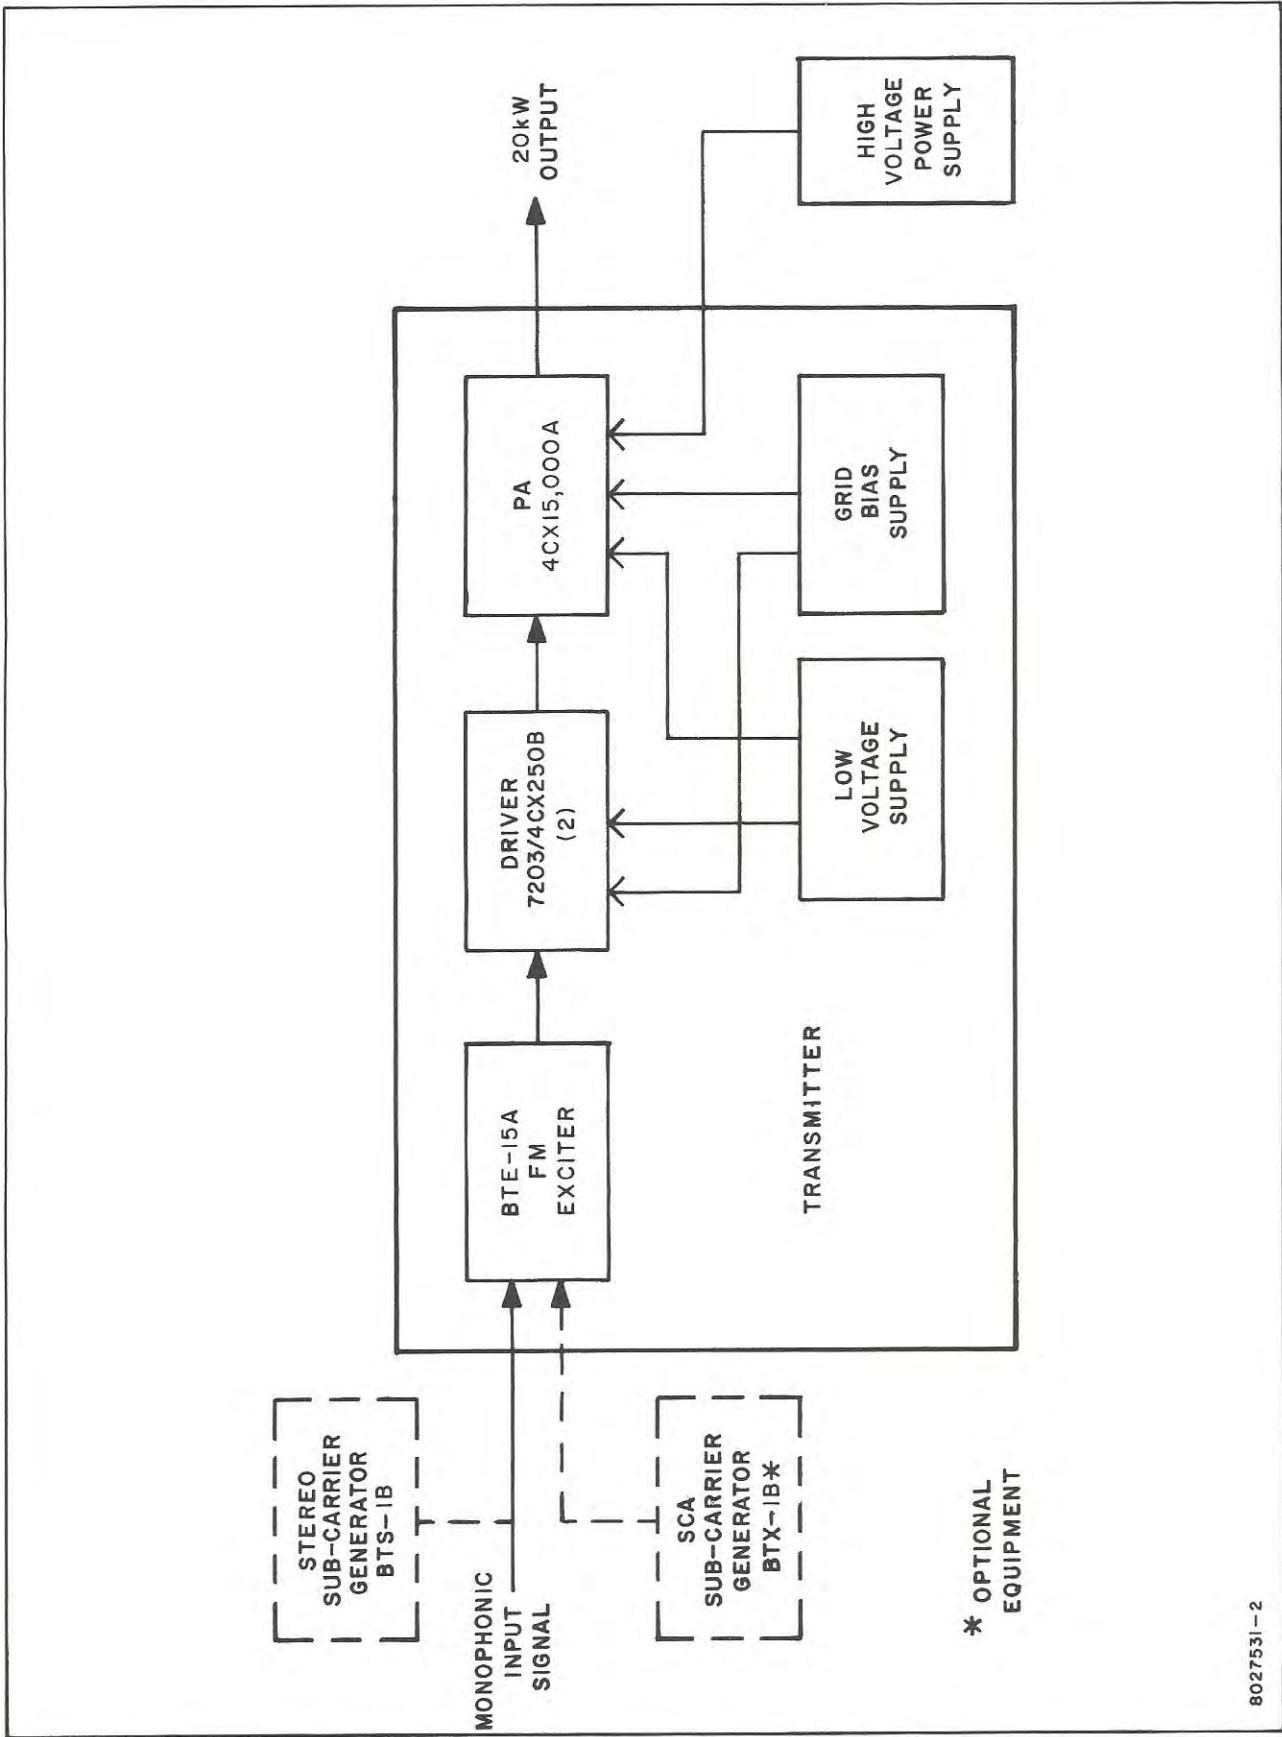 STEREO
SUB-CARRIER
GENERATOR
BTS-1B
MONOPHONIC
INPUT
SIGNAL
SCA
SUB-CARRIER
GENERATOR
BTX-1B*
* OPTIONAL
EQUIPMENT
BTE-15A
FM
EXCITER
DRIVER
7203/4CX250B
(2)
PA
4CX15,000A
20kW
OUTPUT
TRANSMITTER
LOW
VOLTAGE
SUPPLY
GRID
BIAS
SUPPLY
HIGH
VOLTAGE
POWER
SUPPLY
8027531-2